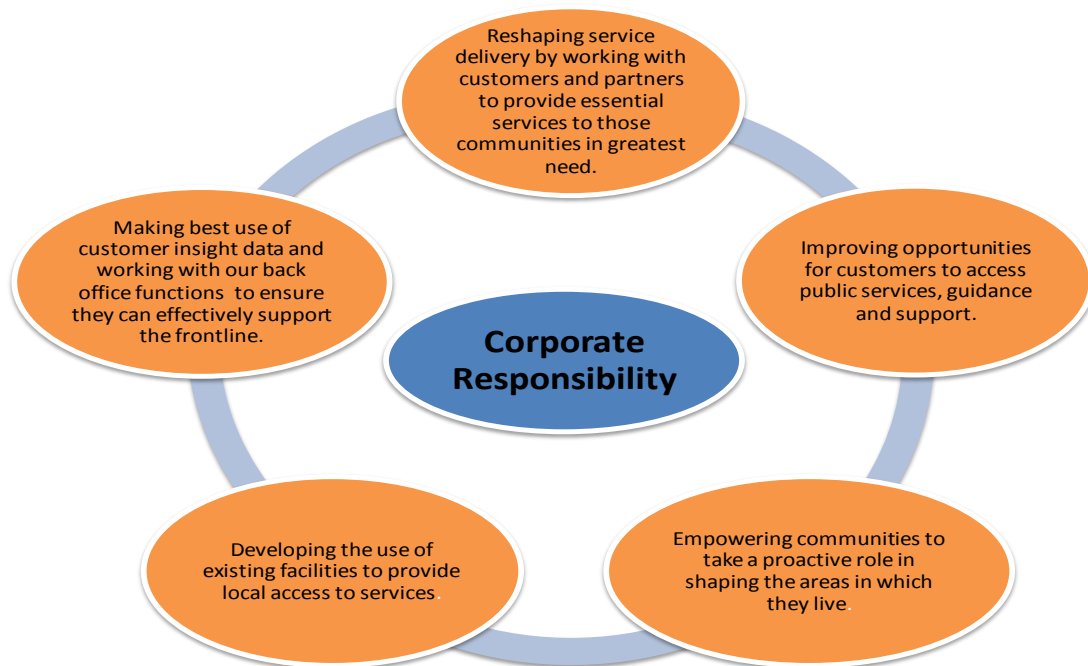 Reshaping service
delivery by working with
customers and partners
to provide essential
services to those
communities in greatest
need.
Improving opportunities
for customers to access
public services, guidance
and support.
Empowering communities to
take a proactive role in
shaping the areas in which
they live.
Developing the use of
existing facilities to provide
local access to services.
Making best use of
customer insight data and
working with our back
office functions to ensure
they can effectively support
the frontline.
Corporate
Responsibility